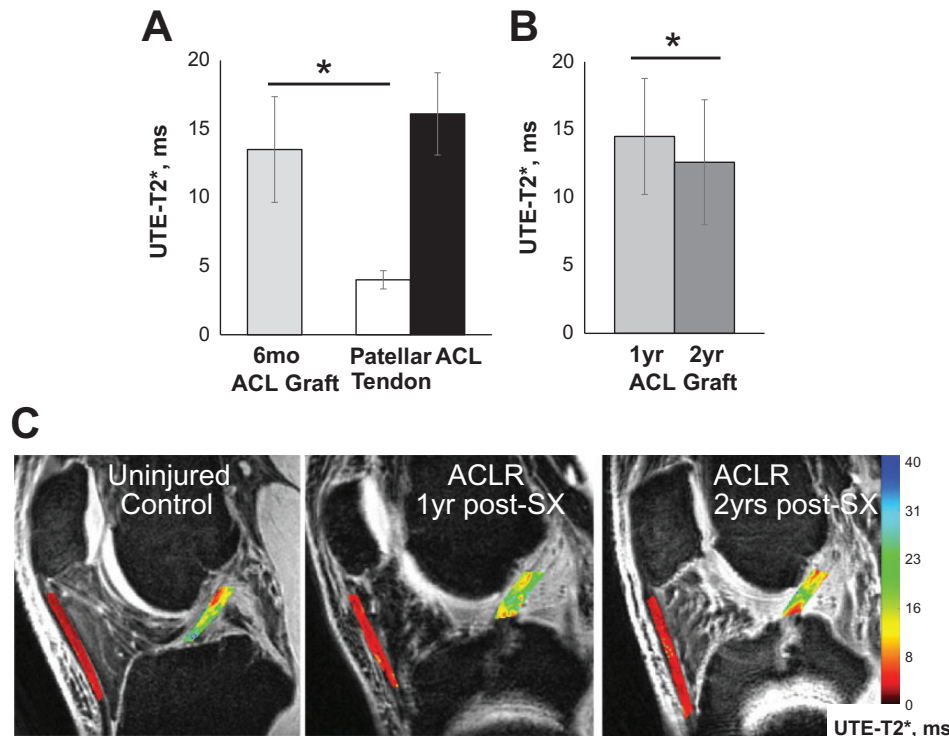 A
B
20
15
10
5
0
UTE-T2*, ms
*
6mo
ACL Graft
Patellar
Tendon
ACL
20
15
10
5
0
UTE-T2*, ms
*
1yr 2yr
ACL Graft
C
Uninjured
Control
ACLR
1yr post-SX
ACLR
2yrs post-SX
40
31
23
16
8
0
UTE-T2*, ms